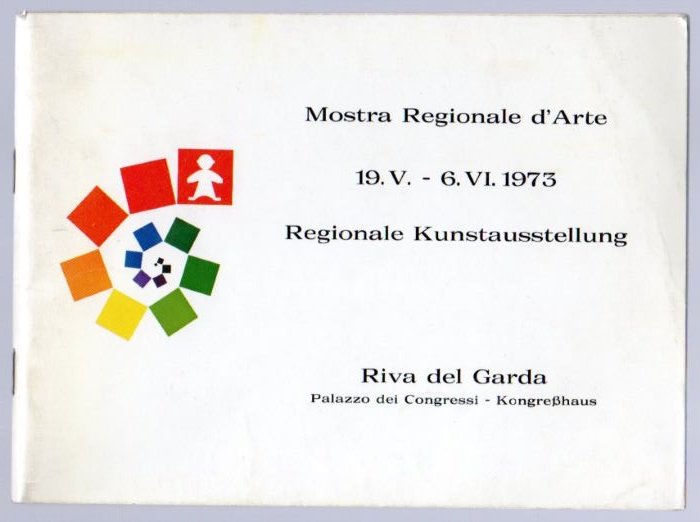 Mostra Regionale d'Arte
19. V. - 6. VI. 1973
Regionale Kunstausstellung
Riva del Garda
Palazzo dei Congressi - Kongreßhaus